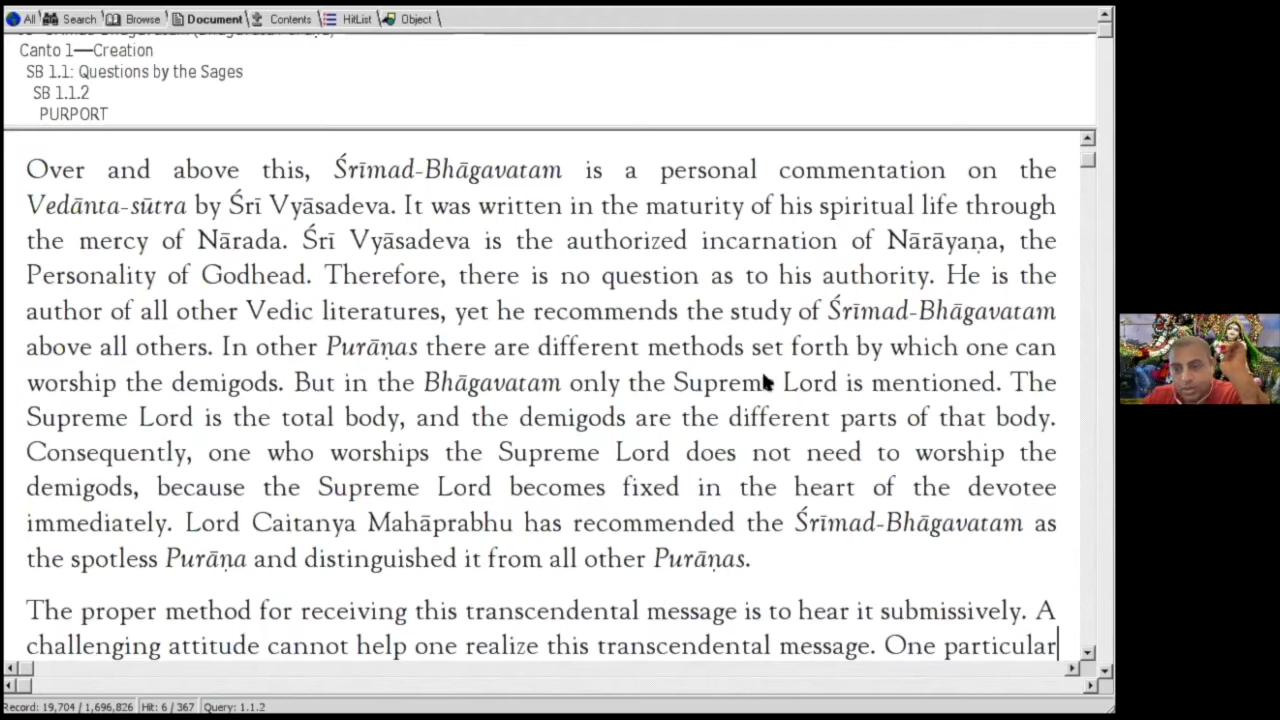 All
Search
Browse
Document
Contents
HitList
Object
Canto 1—Creation
SB 1.1: Questions by the Sages
SB 1.1.2
PURPORT
Over and above this, Śrīmad-Bhāgavatam is a personal commentation on the
Vedānta-sūtra by Śrī Vyāsadeva. It was written in the maturity of his spiritual life through
the mercy of Nārada. Śrī Vyāsadeva is the authorized incarnation of Nārāyaṇa, the
Personality of Godhead. Therefore, there is no question as to his authority. He is the
author of all other Vedic literatures, yet he recommends the study of Śrīmad-Bhāgavatam
above all others. In other Purāṇas there are different methods set forth by which one can
worship the demigods. But in the Bhāgavatam only the Supreme Lord is mentioned. The
Supreme Lord is the total body, and the demigods are the different parts of that body.
Consequently, one who worships the Supreme Lord does not need to worship the
demigods, because the Supreme Lord becomes fixed in the heart of the devotee
immediately. Lord Caitanya Mahāprabhu has recommended the Śrīmad-Bhāgavatam as
the spotless Purāṇa and distinguished it from all other Purāṇas.
The proper method for receiving this transcendental message is to hear it submissively. A
challenging attitude cannot help one realize this transcendental message. One particular
Record: 19,704 / 1,696,826
Hit: 6 / 367
Query: 1.1.2